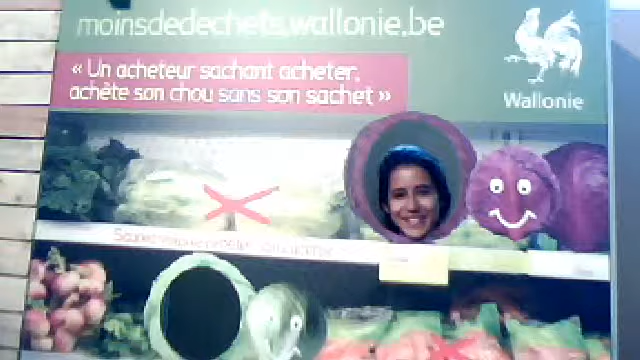 moinsdedechets.wallonie.be
« Un acheteur sachant acheter,
achète son chou sans son sachet »
Wallonie